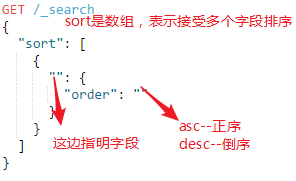 GET /_search
sort是数组，表示接受多个字段排序
{
"sort": [
{
"": {
"order": ""
}
}
]
}
这边指明字段
asc--正序
desc--倒序